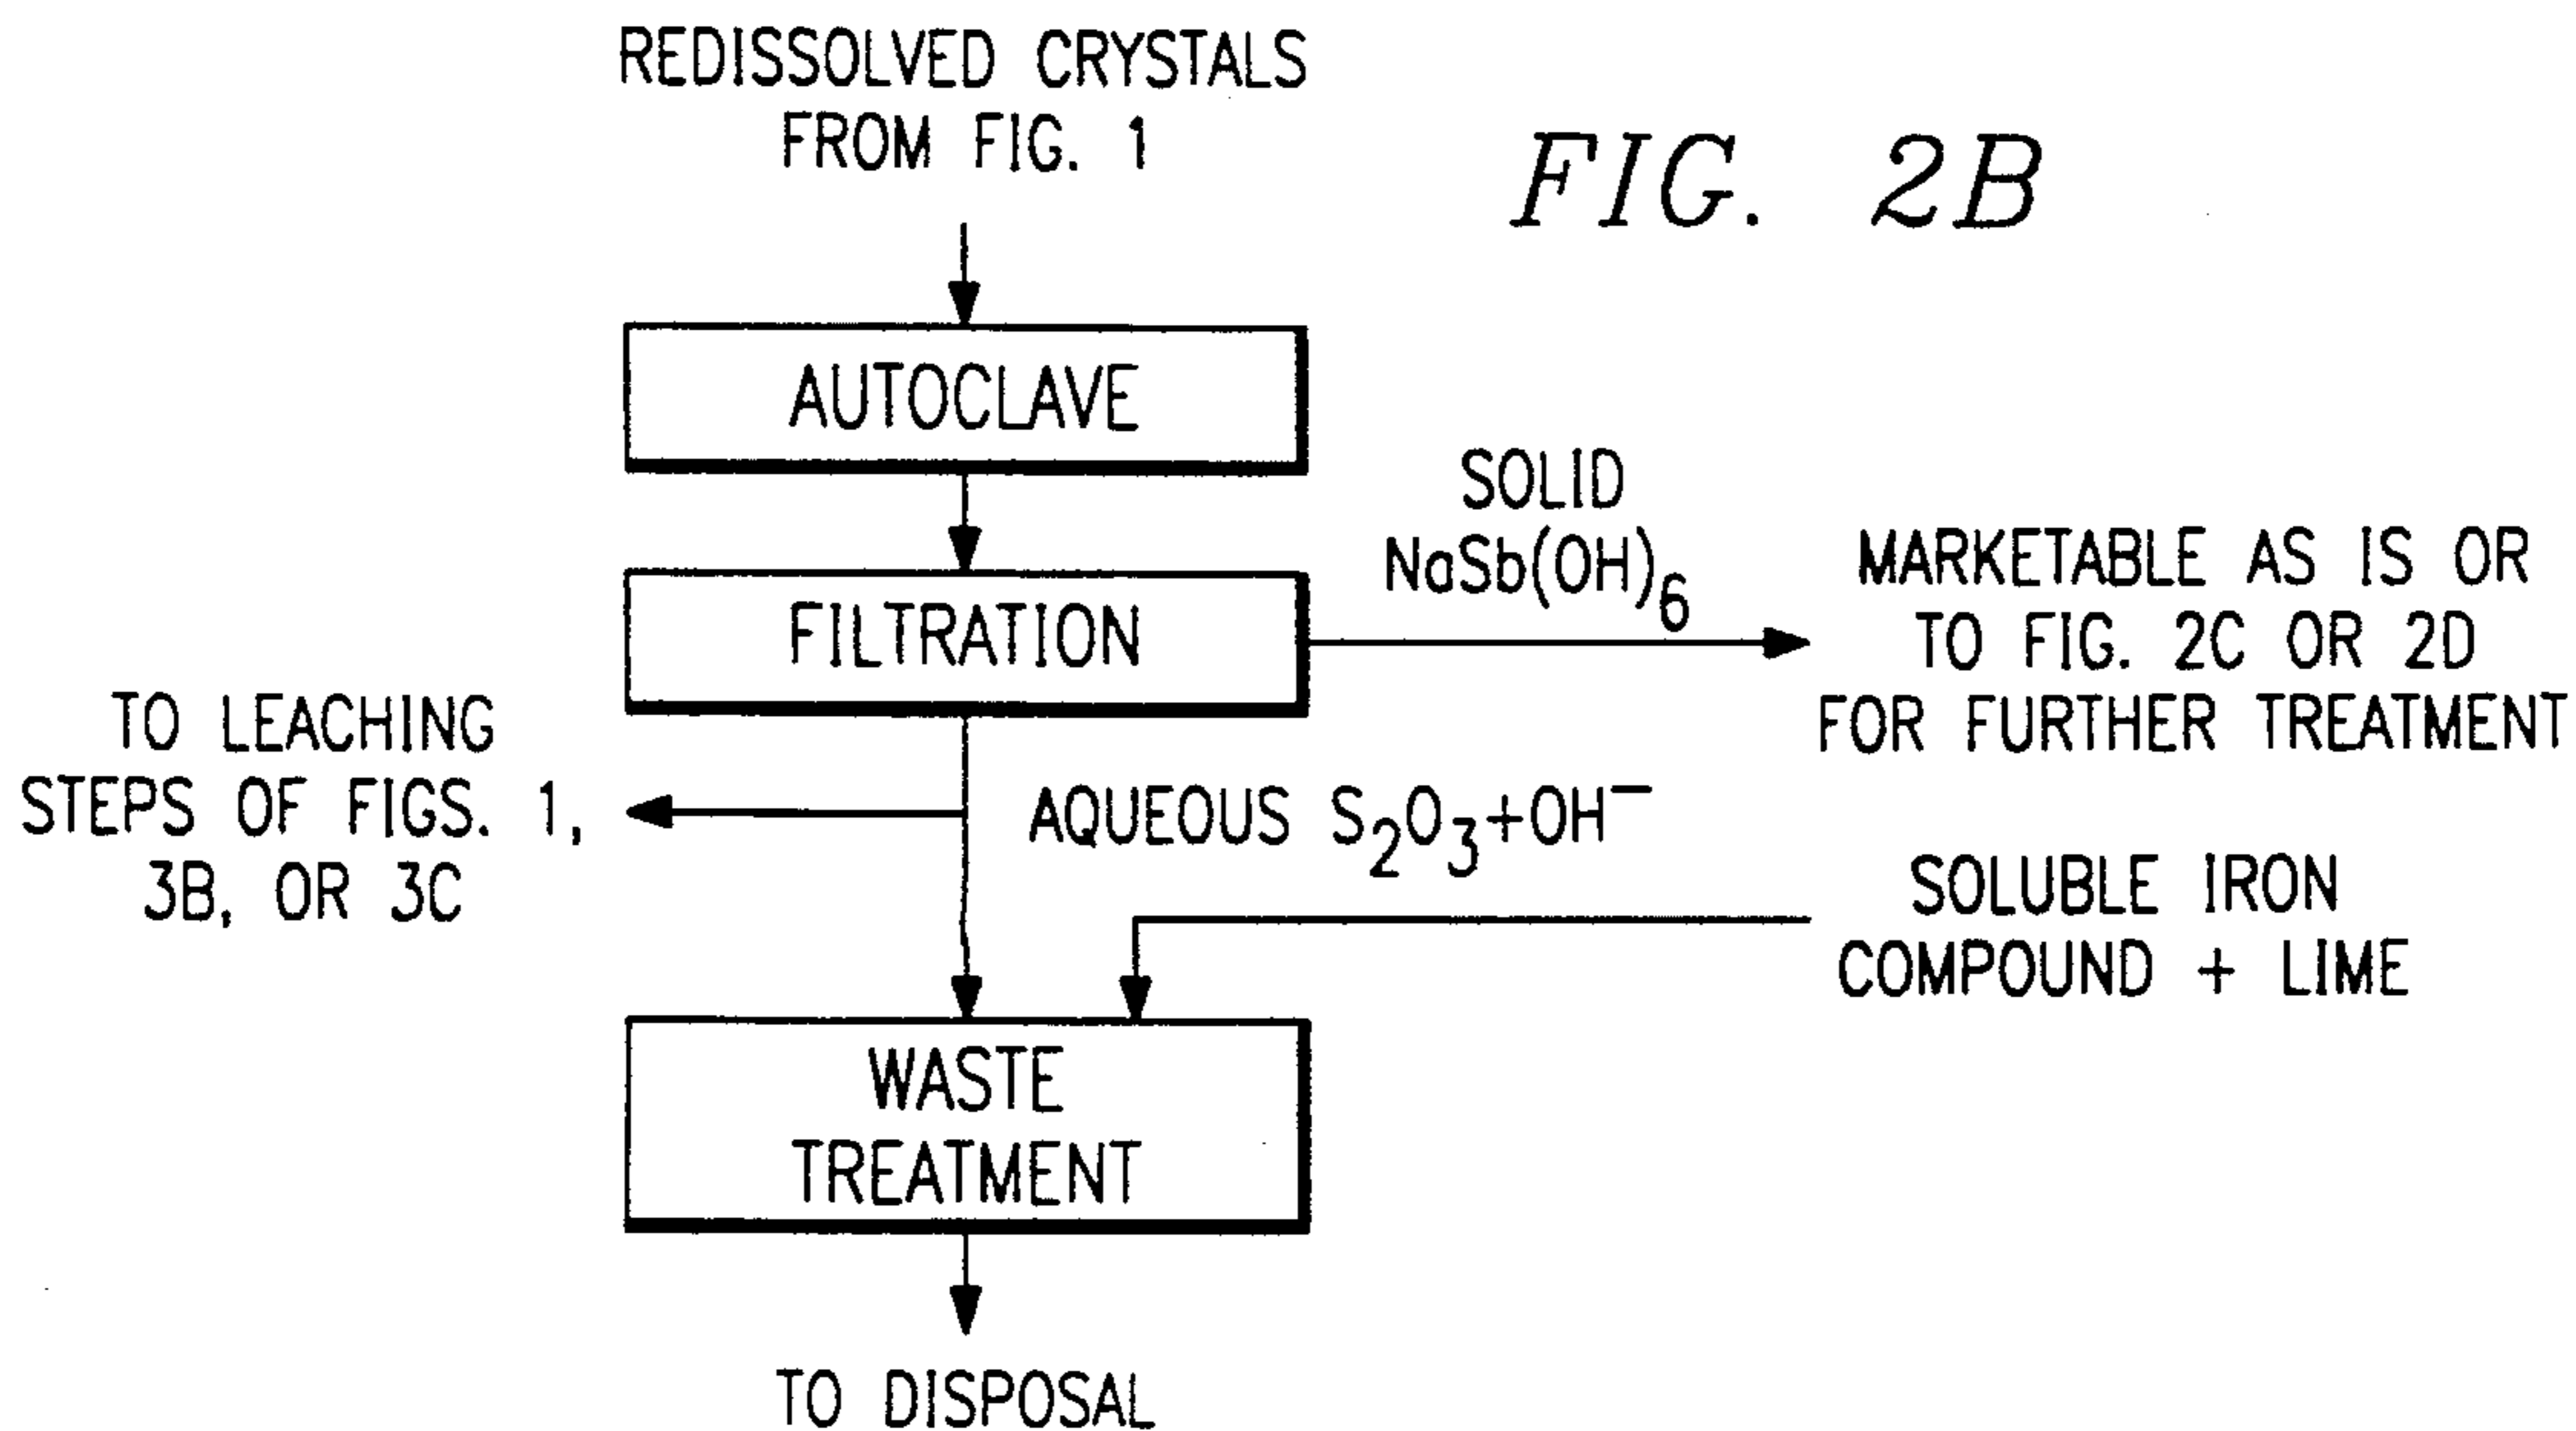 REDISSOLVED CRYSTALS
FROM FIG. 1
FIG. 2B
AUTOCLAVE
FILTRATION
SOLID
NaSb(OH)6
MARKETABLE AS IS OR
TO FIG. 2C OR 2D
FOR FURTHER TREATMENT
TO LEACHING
STEPS OF FIGS. 1,
3B, OR 3C
AQUEOUS S2O3+OH−
SOLUBLE IRON
COMPOUND + LIME
WASTE
TREATMENT
TO DISPOSAL